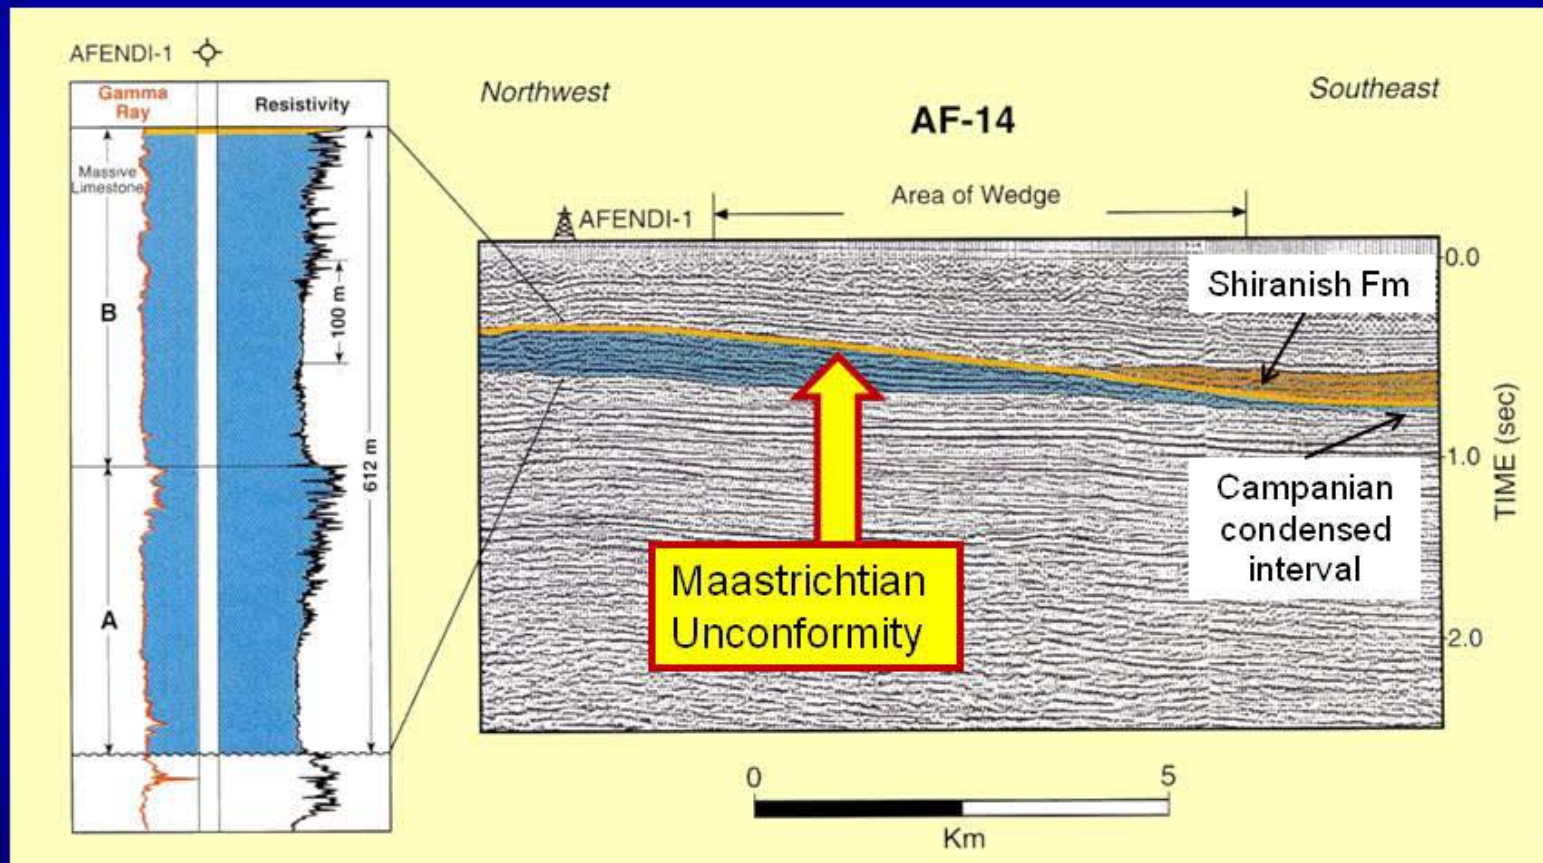 AFENDI-1
Gamma
Ray
Resistivity
Massive
Limestone
B
100 m
612 m
A
Northwest
AF-14
Southeast
AFENDI-1
Area of Wedge
0.0
Shiranish Fm
1.0
TIME (sec)
Campanian
condensed
interval
Maastrichtian
Unconformity
2.0
0
5
Km